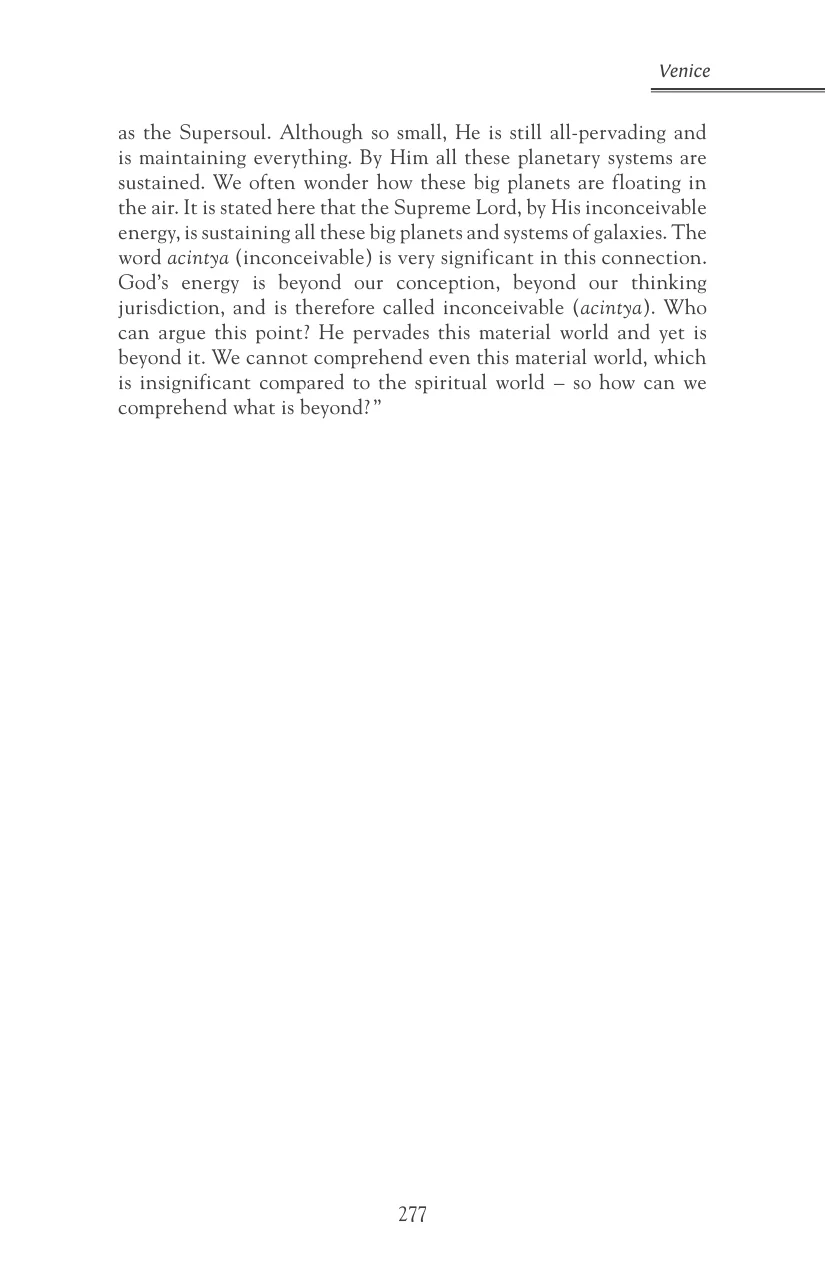 Venice
as the Supersoul. Although so small, He is still all-pervading and
is maintaining everything. By Him all these planetary systems are
sustained. We often wonder how these big planets are floating in
the air. It is stated here that the Supreme Lord, by His inconceivable
energy, is sustaining all these big planets and systems of galaxies. The
word acintya (inconceivable) is very significant in this connection.
God’s energy is beyond our conception, beyond our thinking
jurisdiction, and is therefore called inconceivable (acintya). Who
can argue this point? He pervades this material world and yet is
beyond it. We cannot comprehend even this material world, which
is insignificant compared to the spiritual world – so how can we
comprehend what is beyond?”
277